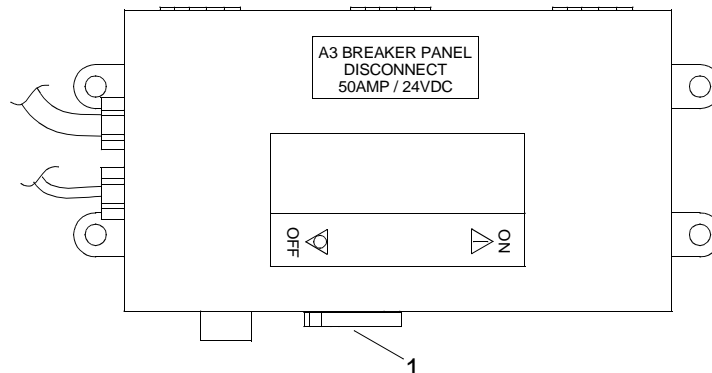 A3 BREAKER PANEL
DISCONNECT
50AMP / 24VDC
OFF
ON
1